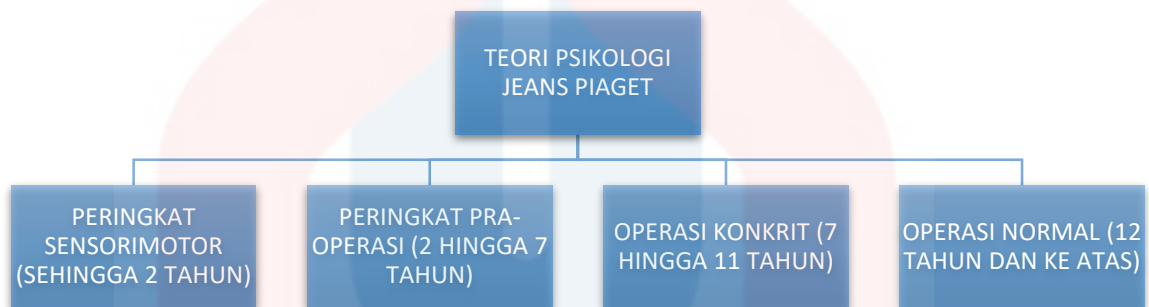 TEORI PSIKOLOGI
JEANS PIAGET
PERINGKAT
SENSORIMOTOR
(SEHINGGA 2 TAHUN)
PERINGKAT PRA-
OPERASI (2 HINGGA 7
TAHUN)
OPERASI KONKRIT (7
HINGGA 11 TAHUN)
OPERASI NORMAL (12
TAHUN DAN KE ATAS)